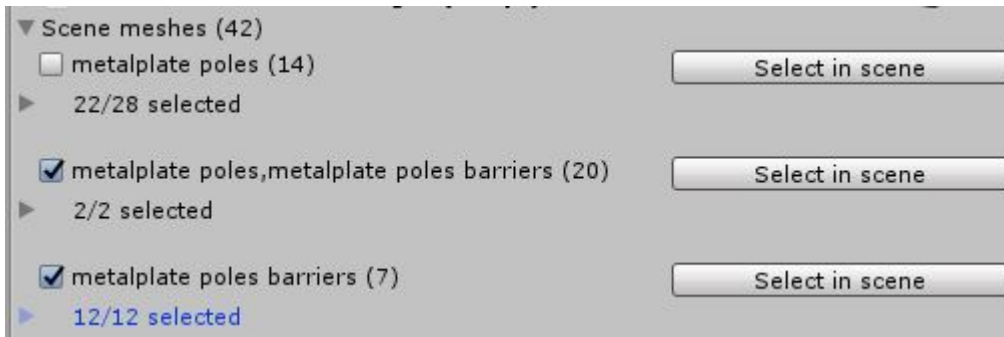 Scene meshes (42)
metalplate poles (14) Select in scene
22/28 selected
metalplate poles,metalplate poles barriers (20) Select in scene
2/2 selected
metalplate poles barriers (7) Select in scene
12/12 selected